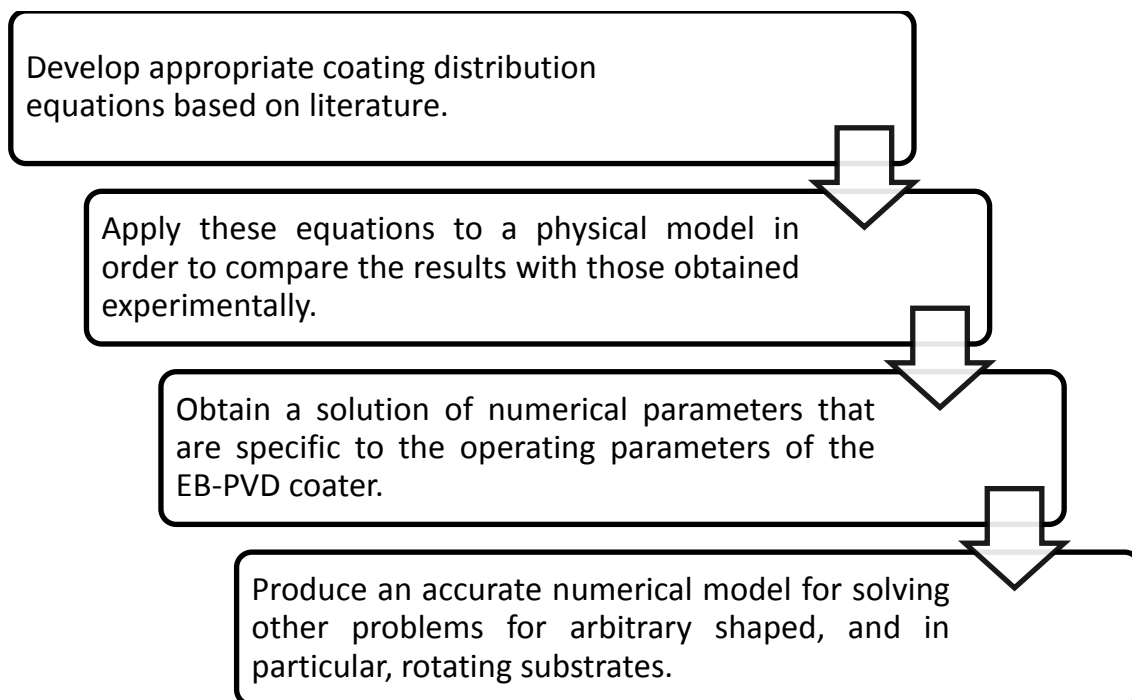 Develop appropriate coating distribution
equations based on literature.
Apply these equations to a physical model in
order to compare the results with those obtained
experimentally.
Obtain a solution of numerical parameters that
are specific to the operating parameters of the
EB-PVD coater.
Produce an accurate numerical model for solving
other problems for arbitrary shaped, and in
particular, rotating substrates.